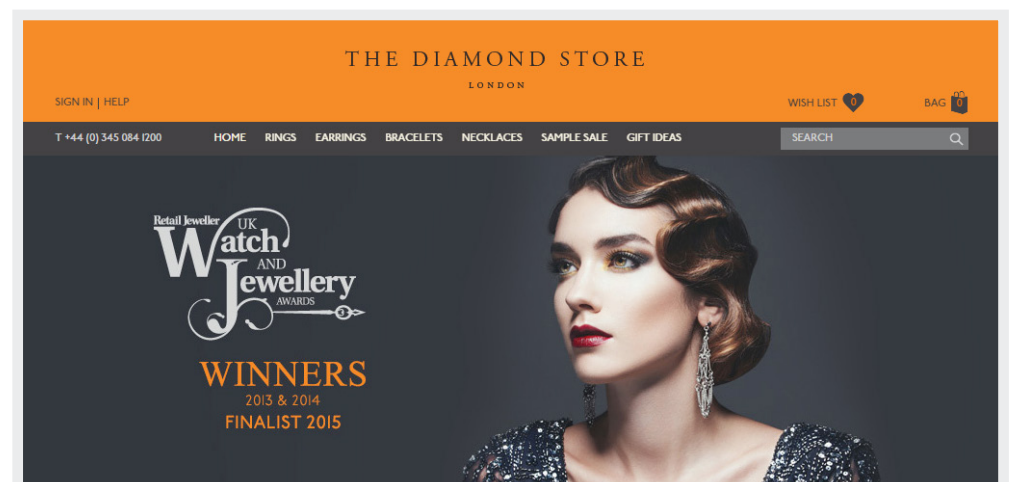 THE DIAMOND STORE
LONDON
SIGN IN | HELP
WISH LIST 0
BAG 0
T +44 (0) 345 084 1200
HOME RINGS EARRINGS BRACELETS NECKLACES SAMPLE SALE GIFT IDEAS
SEARCH
Retail Jeweller UK
Watch
AND
Jewellery
AWARDS
WINNERS
2013 & 2014
FINALIST 2015